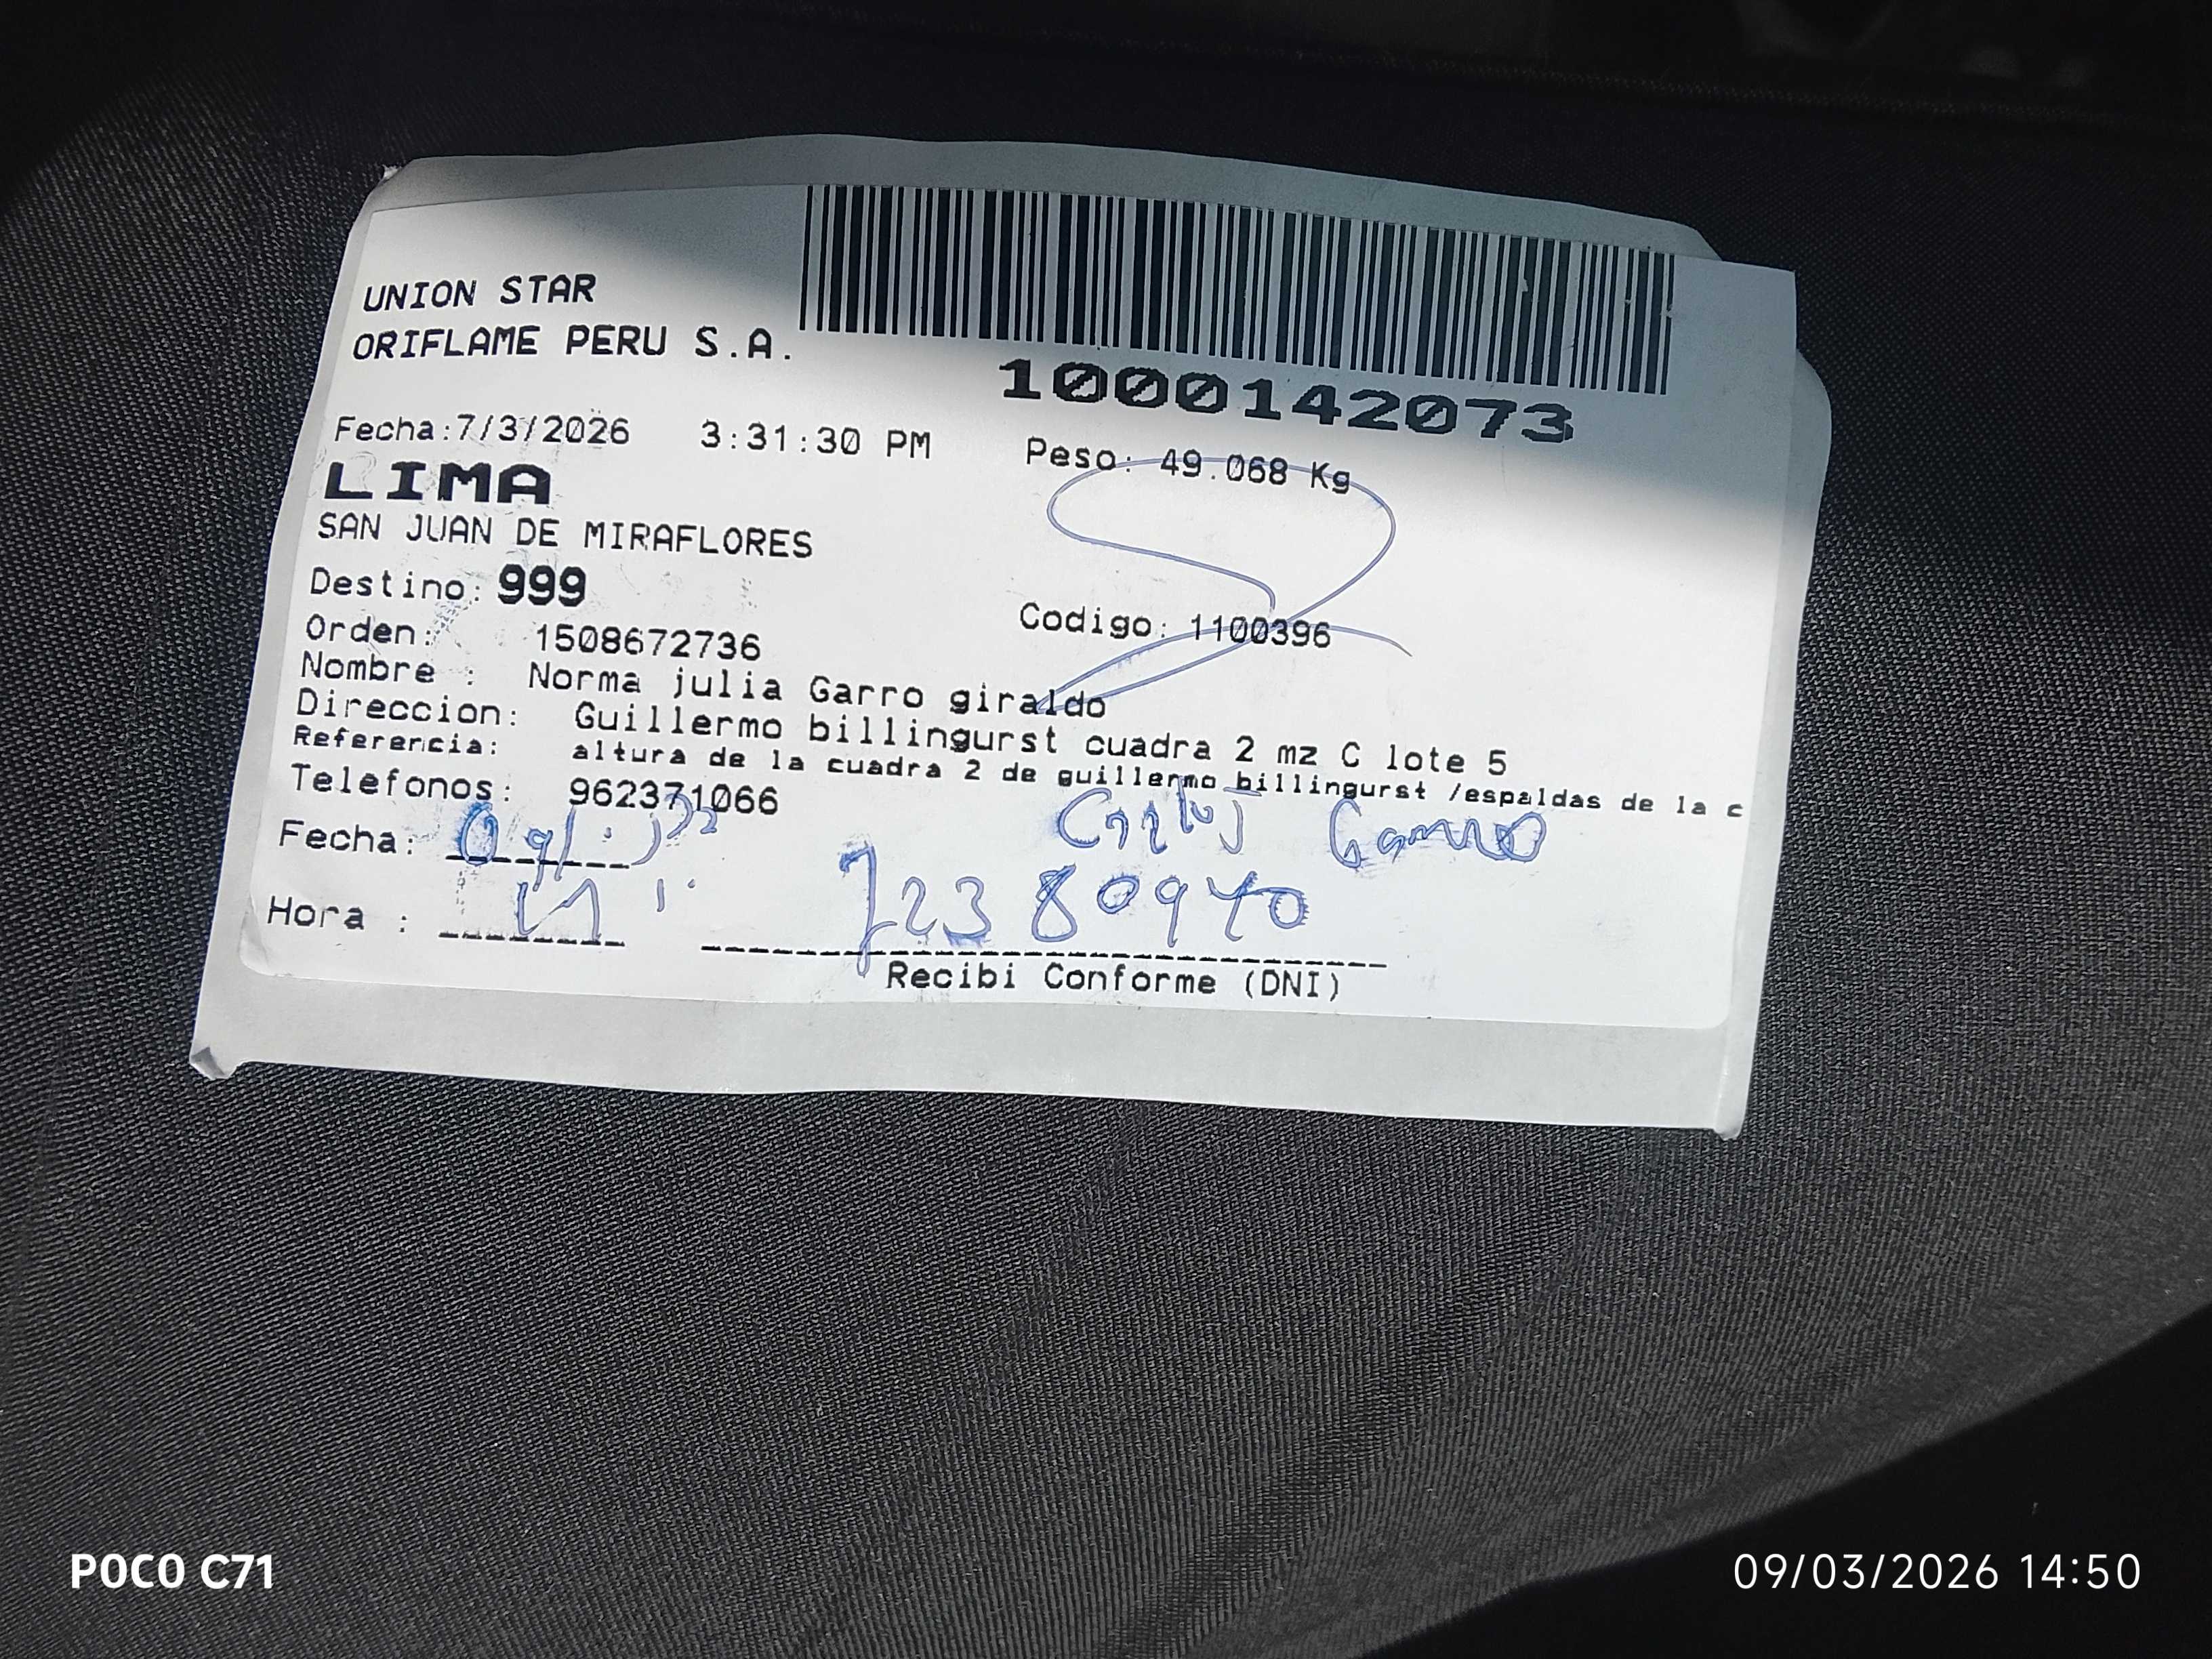 UNION STAR
ORIFLAME PERU S.A.
1000142073
Fecha:7/3/2026 3:31:30 PM Peso: 49.068 Kg
LIMA
SAN JUAN DE MIRAFLORES
Destino: 999
Orden: 1508672736 Codigo: 1100396
Nombre : Norma julia Garro giraldo
Direccion: Guillermo billingurst cuadra 2 mz C lote 5
Referencia: altura de la cuadra 2 de guillermo billingurst /espaldas de la c
Telefonos: 962371066
Carlos Garro
Fecha:
Hora : 72380940
Recibi Conforme (DNI)
POCO C71
09/03/2026 14:50